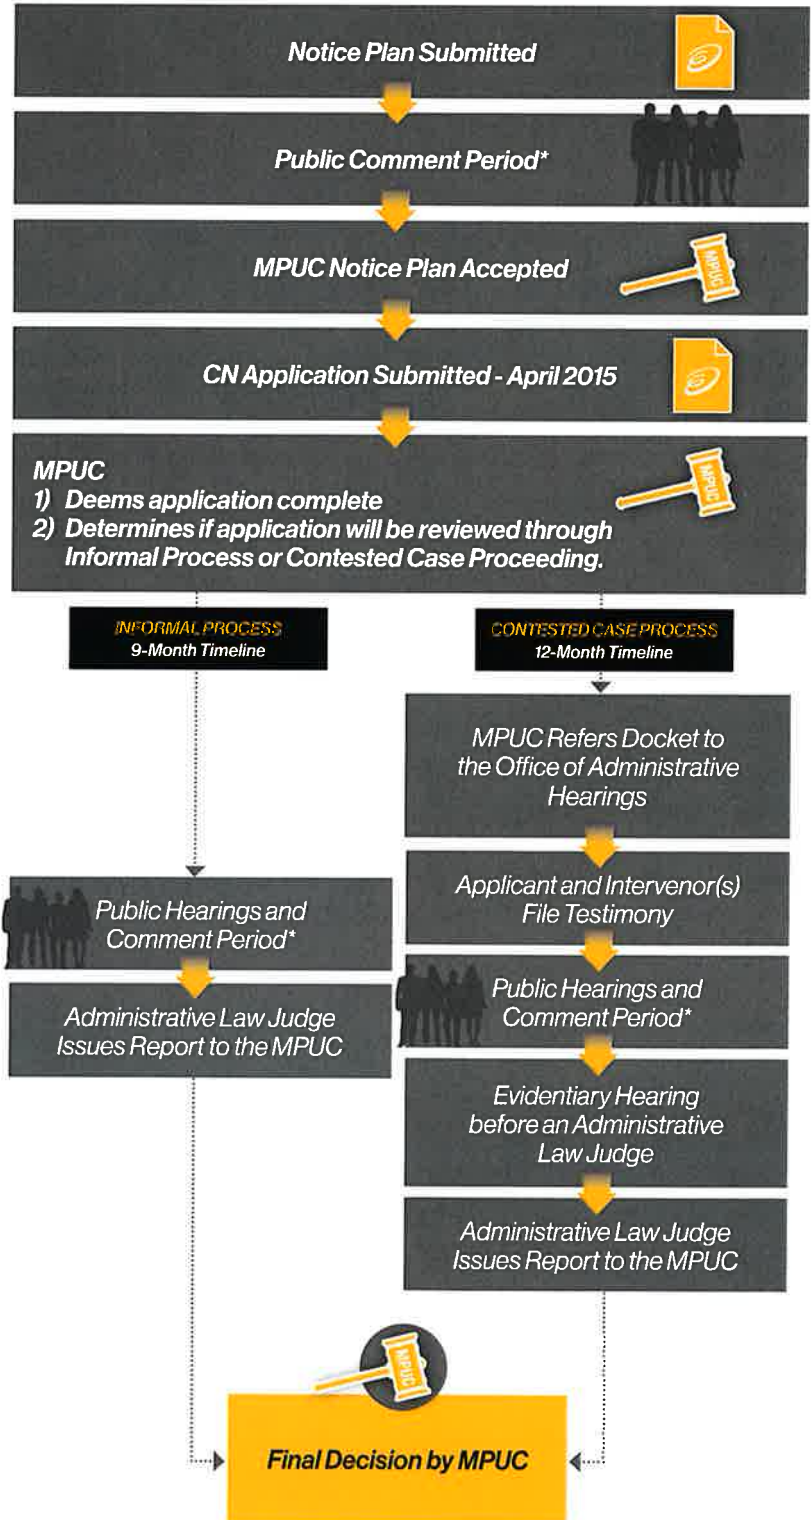 Notice Plan Submitted
Public Comment Period*
MPUC Notice Plan Accepted
MPUC
CN Application Submitted - April 2015
MPUC
1) Deems application complete
2) Determines if application will be reviewed through
Informal Process or Contested Case Proceeding.
MPUC
INFORMAL PROCESS
9-Month Timeline
Public Hearings and
Comment Period*
Administrative Law Judge
Issues Report to the MPUC
CONTESTED CASE PROCESS
12-Month Timeline
MPUC Refers Docket to
the Office of Administrative
Hearings
Applicant and Intervenor(s)
File Testimony
Public Hearings and
Comment Period*
Evidentiary Hearing
before an Administrative
Law Judge
Administrative Law Judge
Issues Report to the MPUC
MPUC
Final Decision by MPUC